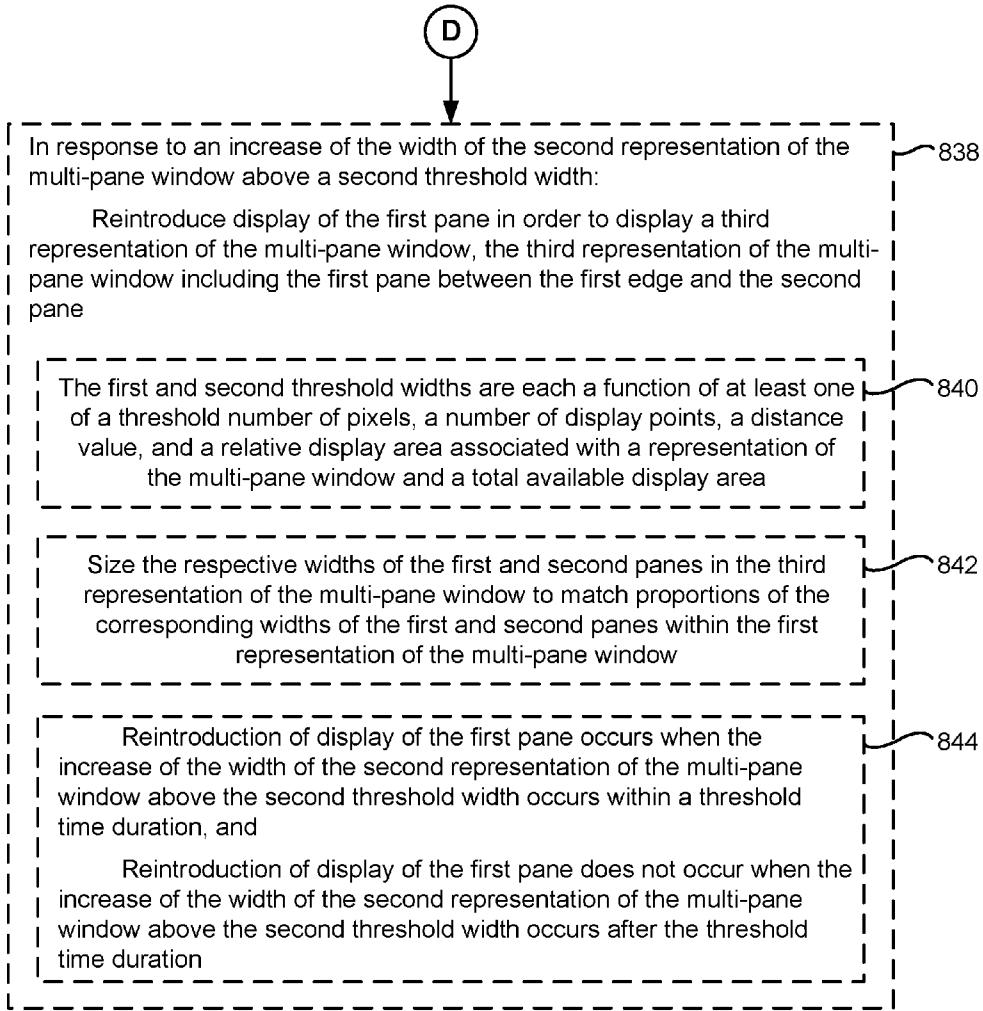 D
In response to an increase of the width of the second representation of the
multi-pane window above a second threshold width:
838
Reintroduce display of the first pane in order to display a third
representation of the multi-pane window, the third representation of the multi-
pane window including the first pane between the first edge and the second
pane
The first and second threshold widths are each a function of at least one
of a threshold number of pixels, a number of display points, a distance
value, and a relative display area associated with a representation of
the multi-pane window and a total available display area
840
Size the respective widths of the first and second panes in the third
representation of the multi-pane window to match proportions of the
corresponding widths of the first and second panes within the first
representation of the multi-pane window
842
Reintroduction of display of the first pane occurs when the
increase of the width of the second representation of the multi-pane
window above the second threshold width occurs within a threshold
time duration, and
844
Reintroduction of display of the first pane does not occur when the
increase of the width of the second representation of the multi-pane
window above the second threshold width occurs after the threshold
time duration